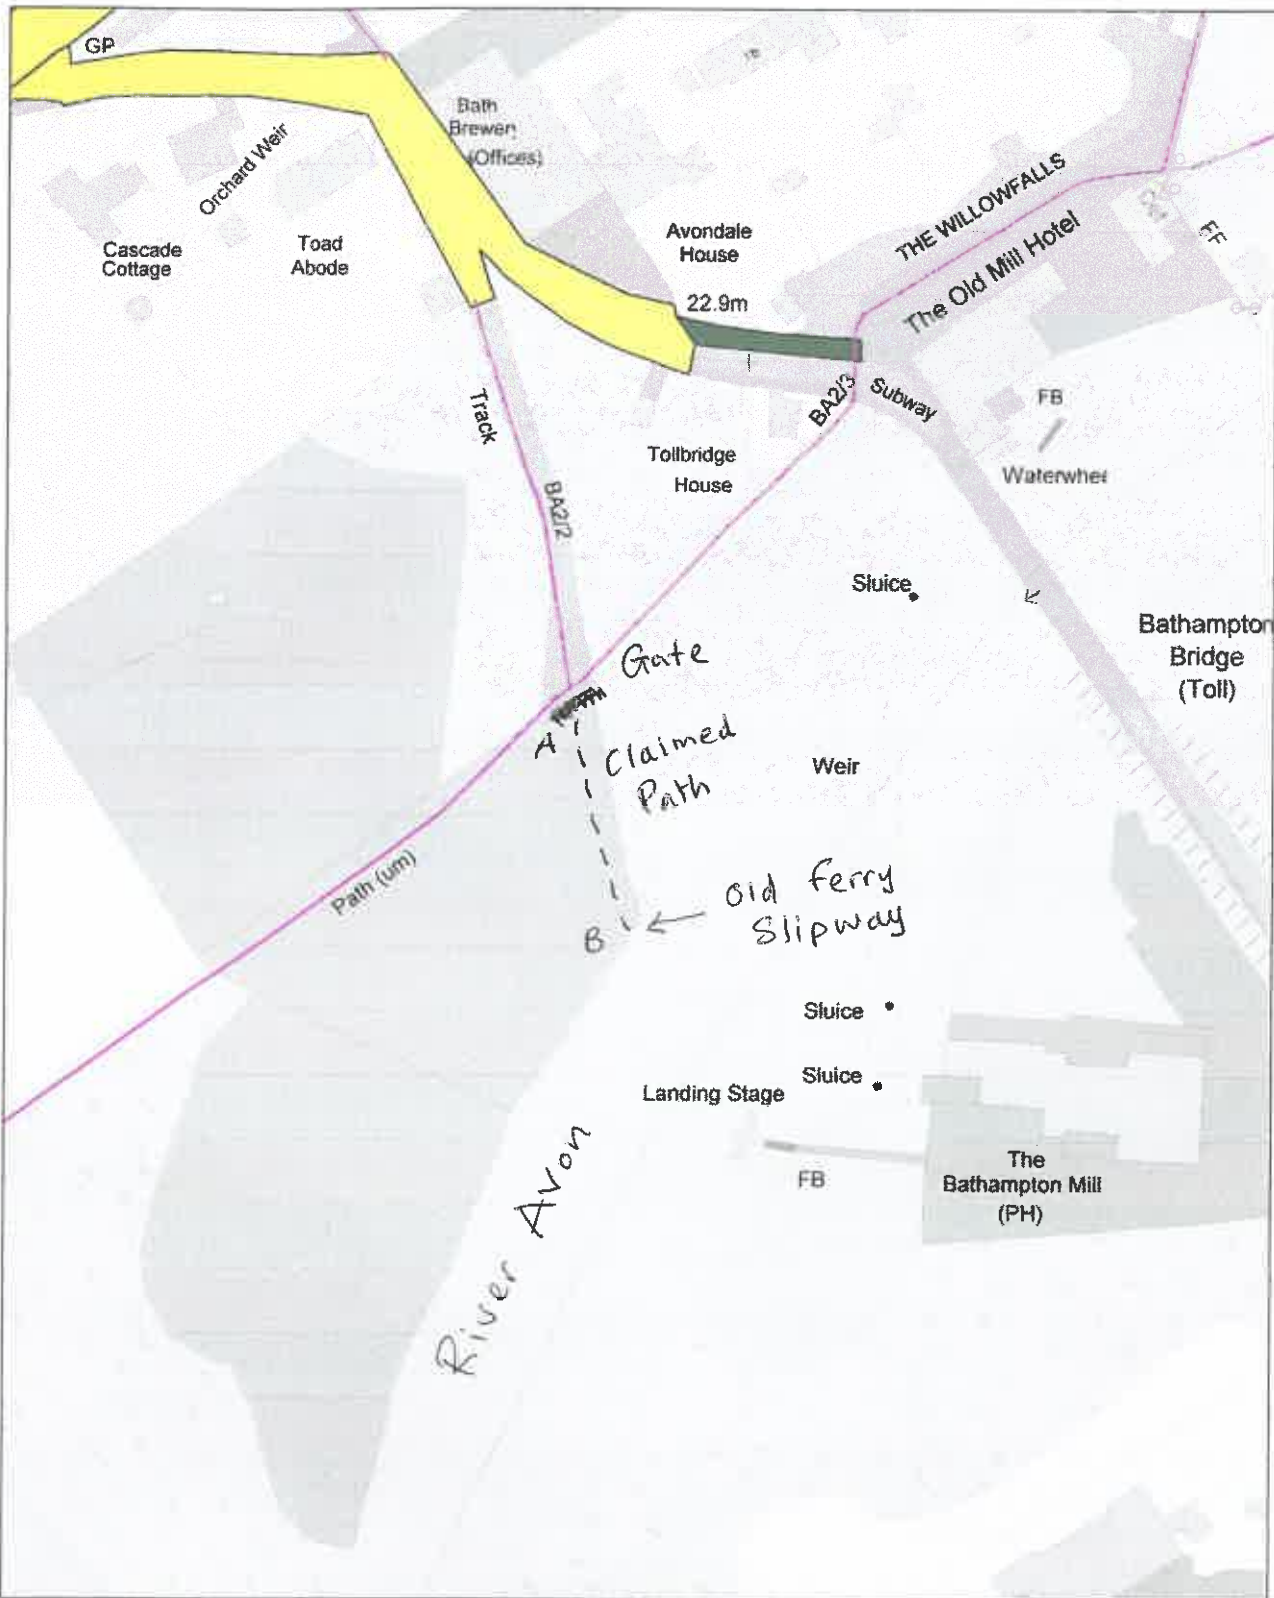 GP
Bath
Brewery
(Offices)
Orchard Weir
Cascade
Cottage
Toad
Abode
Avondale
House
22.9m
THE WILLOWFALLS
The Old Mill Hotel
BA2/3
Subway
FB
Waterwhee
Track
BA2/2
Tollbridge
House
Sluice
Bathampton
Bridge
(Toll)
Gate
A
Claimed
Path
Weir
Path (um)
Old ferry
Slipway
B
Sluice
Sluice
Landing Stage
FB
The
Bathampton Mill
(PH)
River Avon